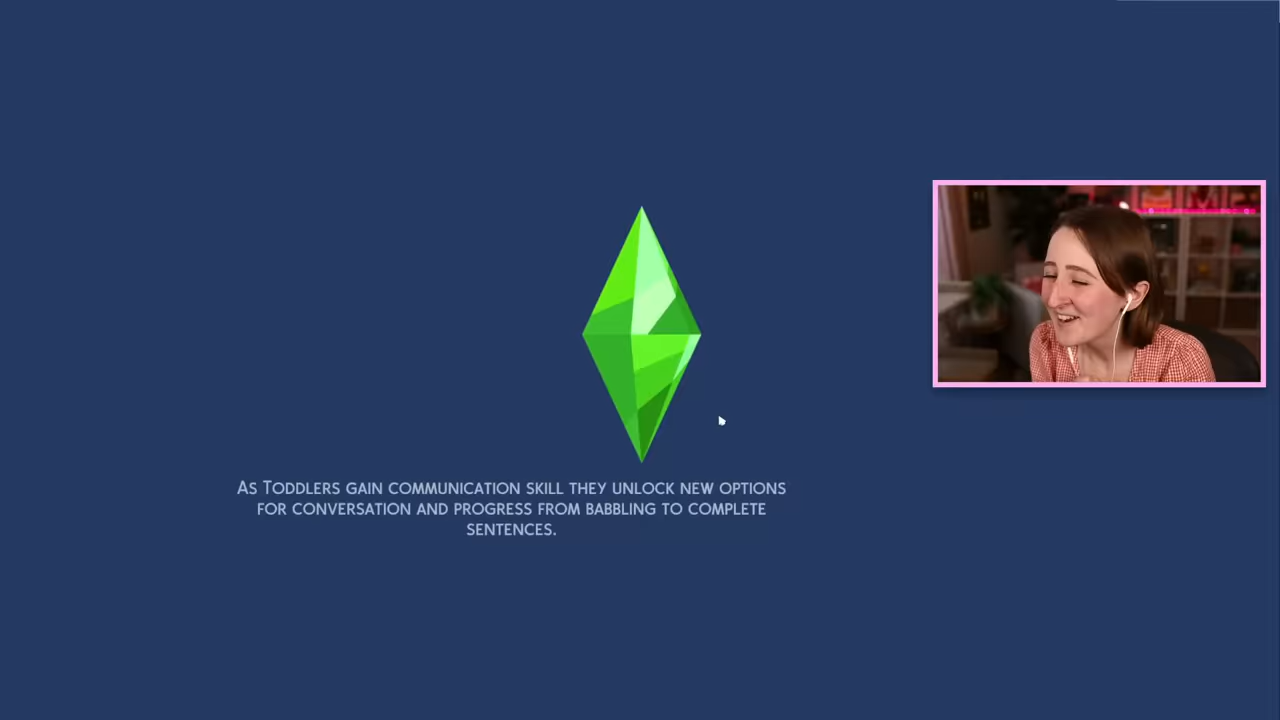 As Toddlers gain communication skill they unlock new options
for conversation and progress from babbling to complete
sentences.